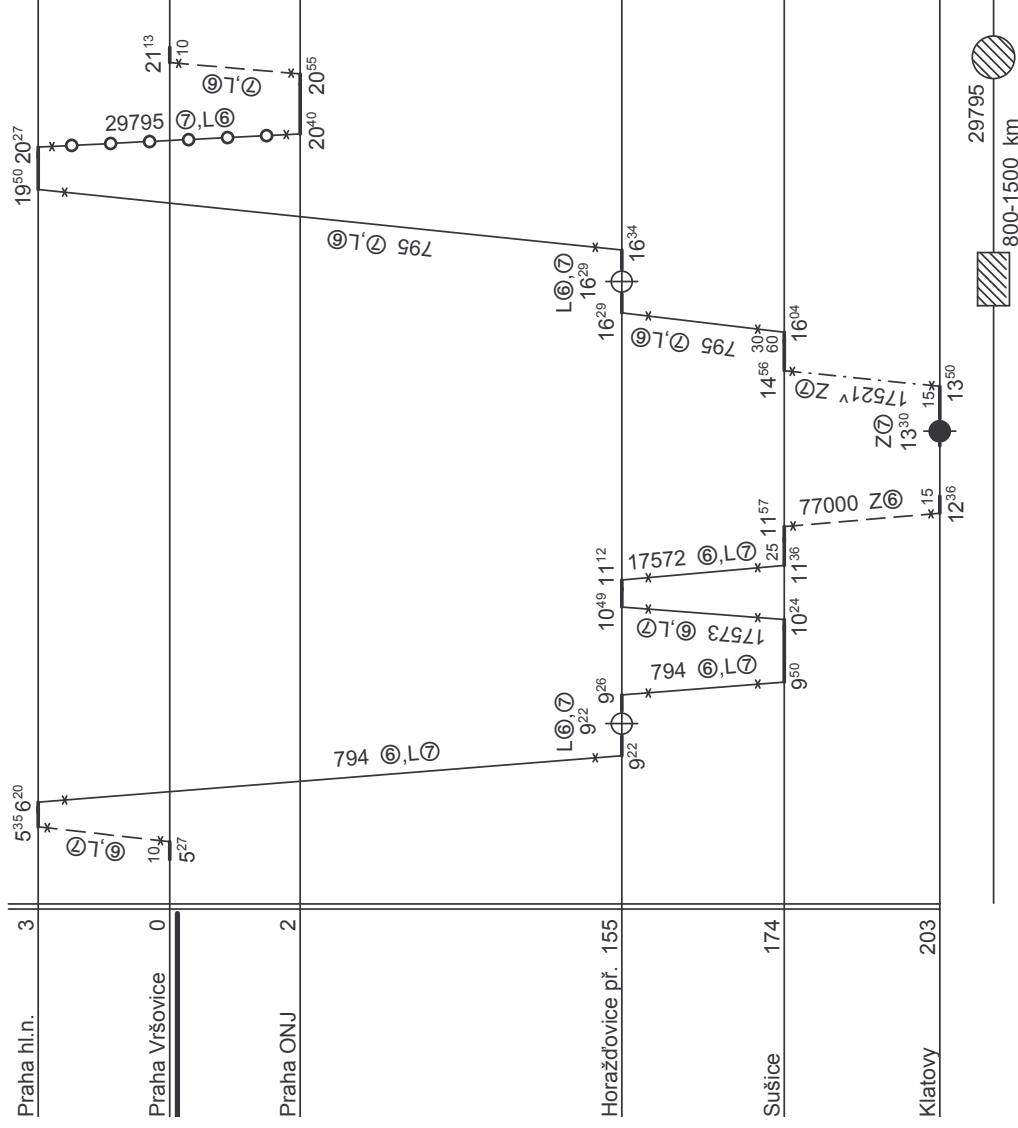 Praha hl.n. 3
Praha Vršovice 0
Praha ONJ 2
Horažďovice př. 155
Sušice 174
Klatovy 203
5³⁵ 6²⁰
⑥,L⑦
10
5²⁷
794 ⑥,L⑦
L⑥,⑦
9²²
9²²
9²⁶
794 ⑥,L⑦
9⁵⁰
10²⁴
17573 ⑥,L⑦
10⁴⁹ 11¹²
17572 ⑥,L⑦
25
11³⁶
11⁵⁷
77000 Z⑥
15
12³⁶
Z⑦
13³⁰
15
13⁵⁰
17521ᵛ Z⑦
14⁵⁶
30
60
16⁰⁴
795 ⑦,L⑥
16²⁹
L⑥,⑦
16²⁹
16³⁴
795 ⑦,L⑥
19⁵⁰ 20²⁷
29795 ⑦,L⑥
20⁴⁰
20⁵⁵
⑦,L⑥
10
21¹³
29795
800-1500 km